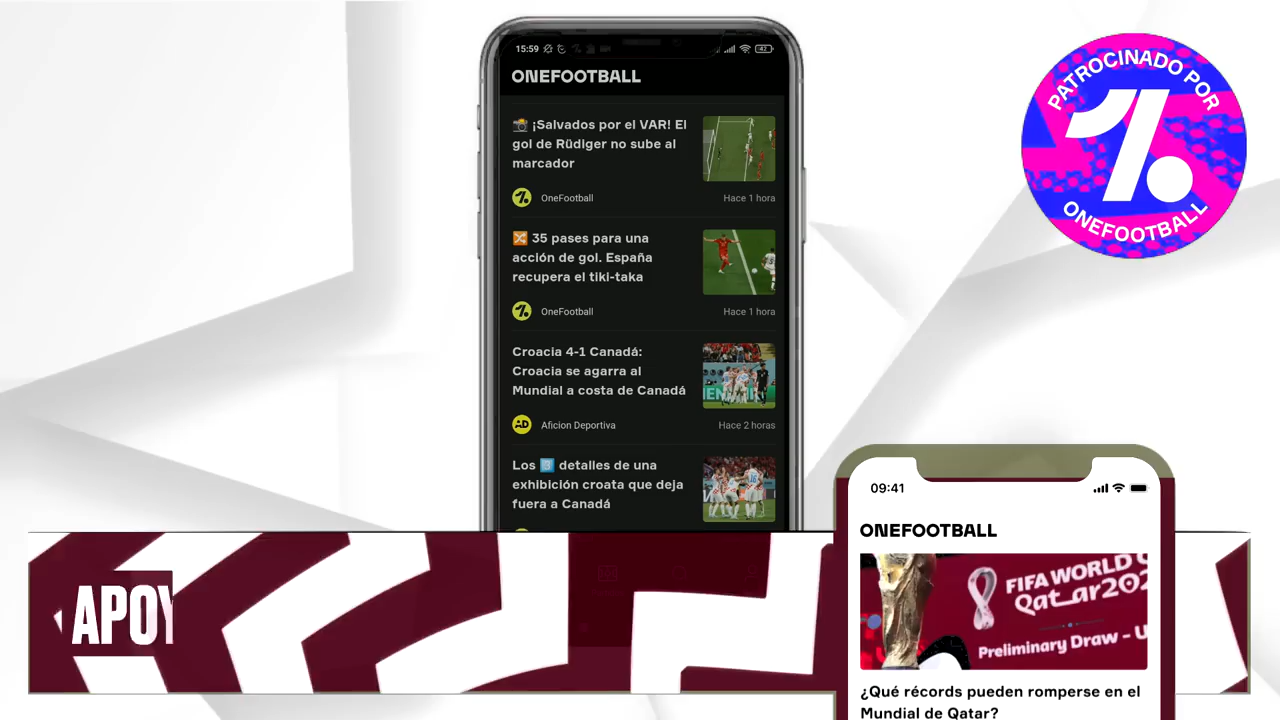 15:59
42
ONEFOOTBALL
¡Salvados por el VAR! El
gol de Rüdiger no sube al
marcador
OneFootball
Hace 1 hora
35 pases para una
acción de gol. España
recupera el tiki-taka
OneFootball
Hace 1 hora
Croacia 4-1 Canadá:
Croacia se agarra al
Mundial a costa de Canadá
Aficion Deportiva
Hace 2 horas
Los 3 detalles de una
exhibición croata que deja
fuera a Canadá
PATROCINADO POR
ONEFOOTBALL
APOY
09:41
ONEFOOTBALL
FIFA WORLD C
Qatar202
Preliminary Draw - U
¿Qué récords pueden romperse en el
Mundial de Qatar?